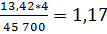 13,42*4
45 700
= 1,17